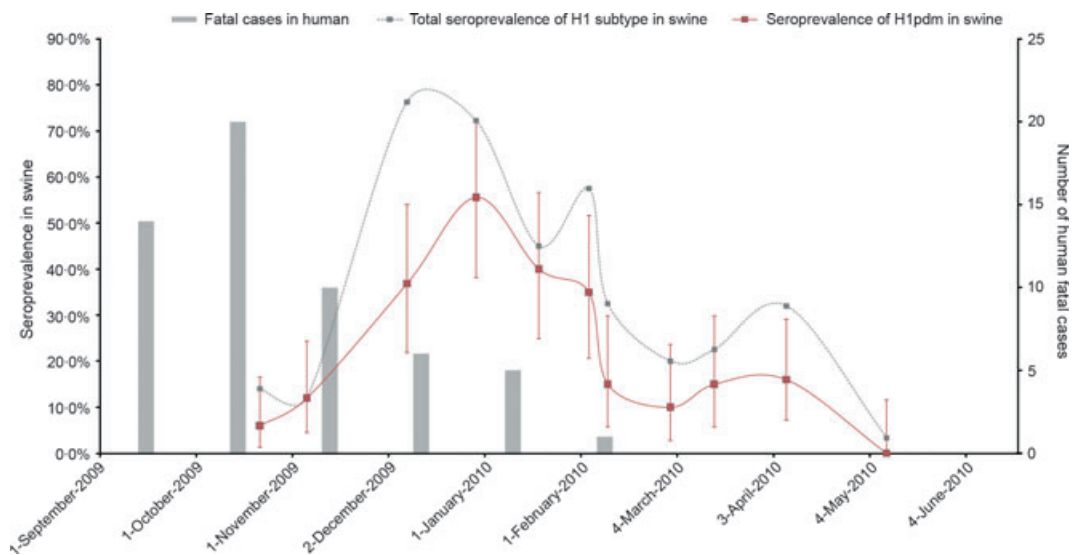 Fatal cases in human
Total seroprevalence of H1 subtype in swine
Seroprevalence of H1pdm in swine
90·0%
80·0%
70·0%
60·0%
50·0%
40·0%
30·0%
20·0%
10·0%
0·0%
Seroprevalence in swine
25
20
15
10
5
0
Number of human fatal cases
1-September-2009
1-October-2009
1-November-2009
2-December-2009
1-January-2010
1-February-2010
4-March-2010
3-April-2010
4-May-2010
4-June-2010